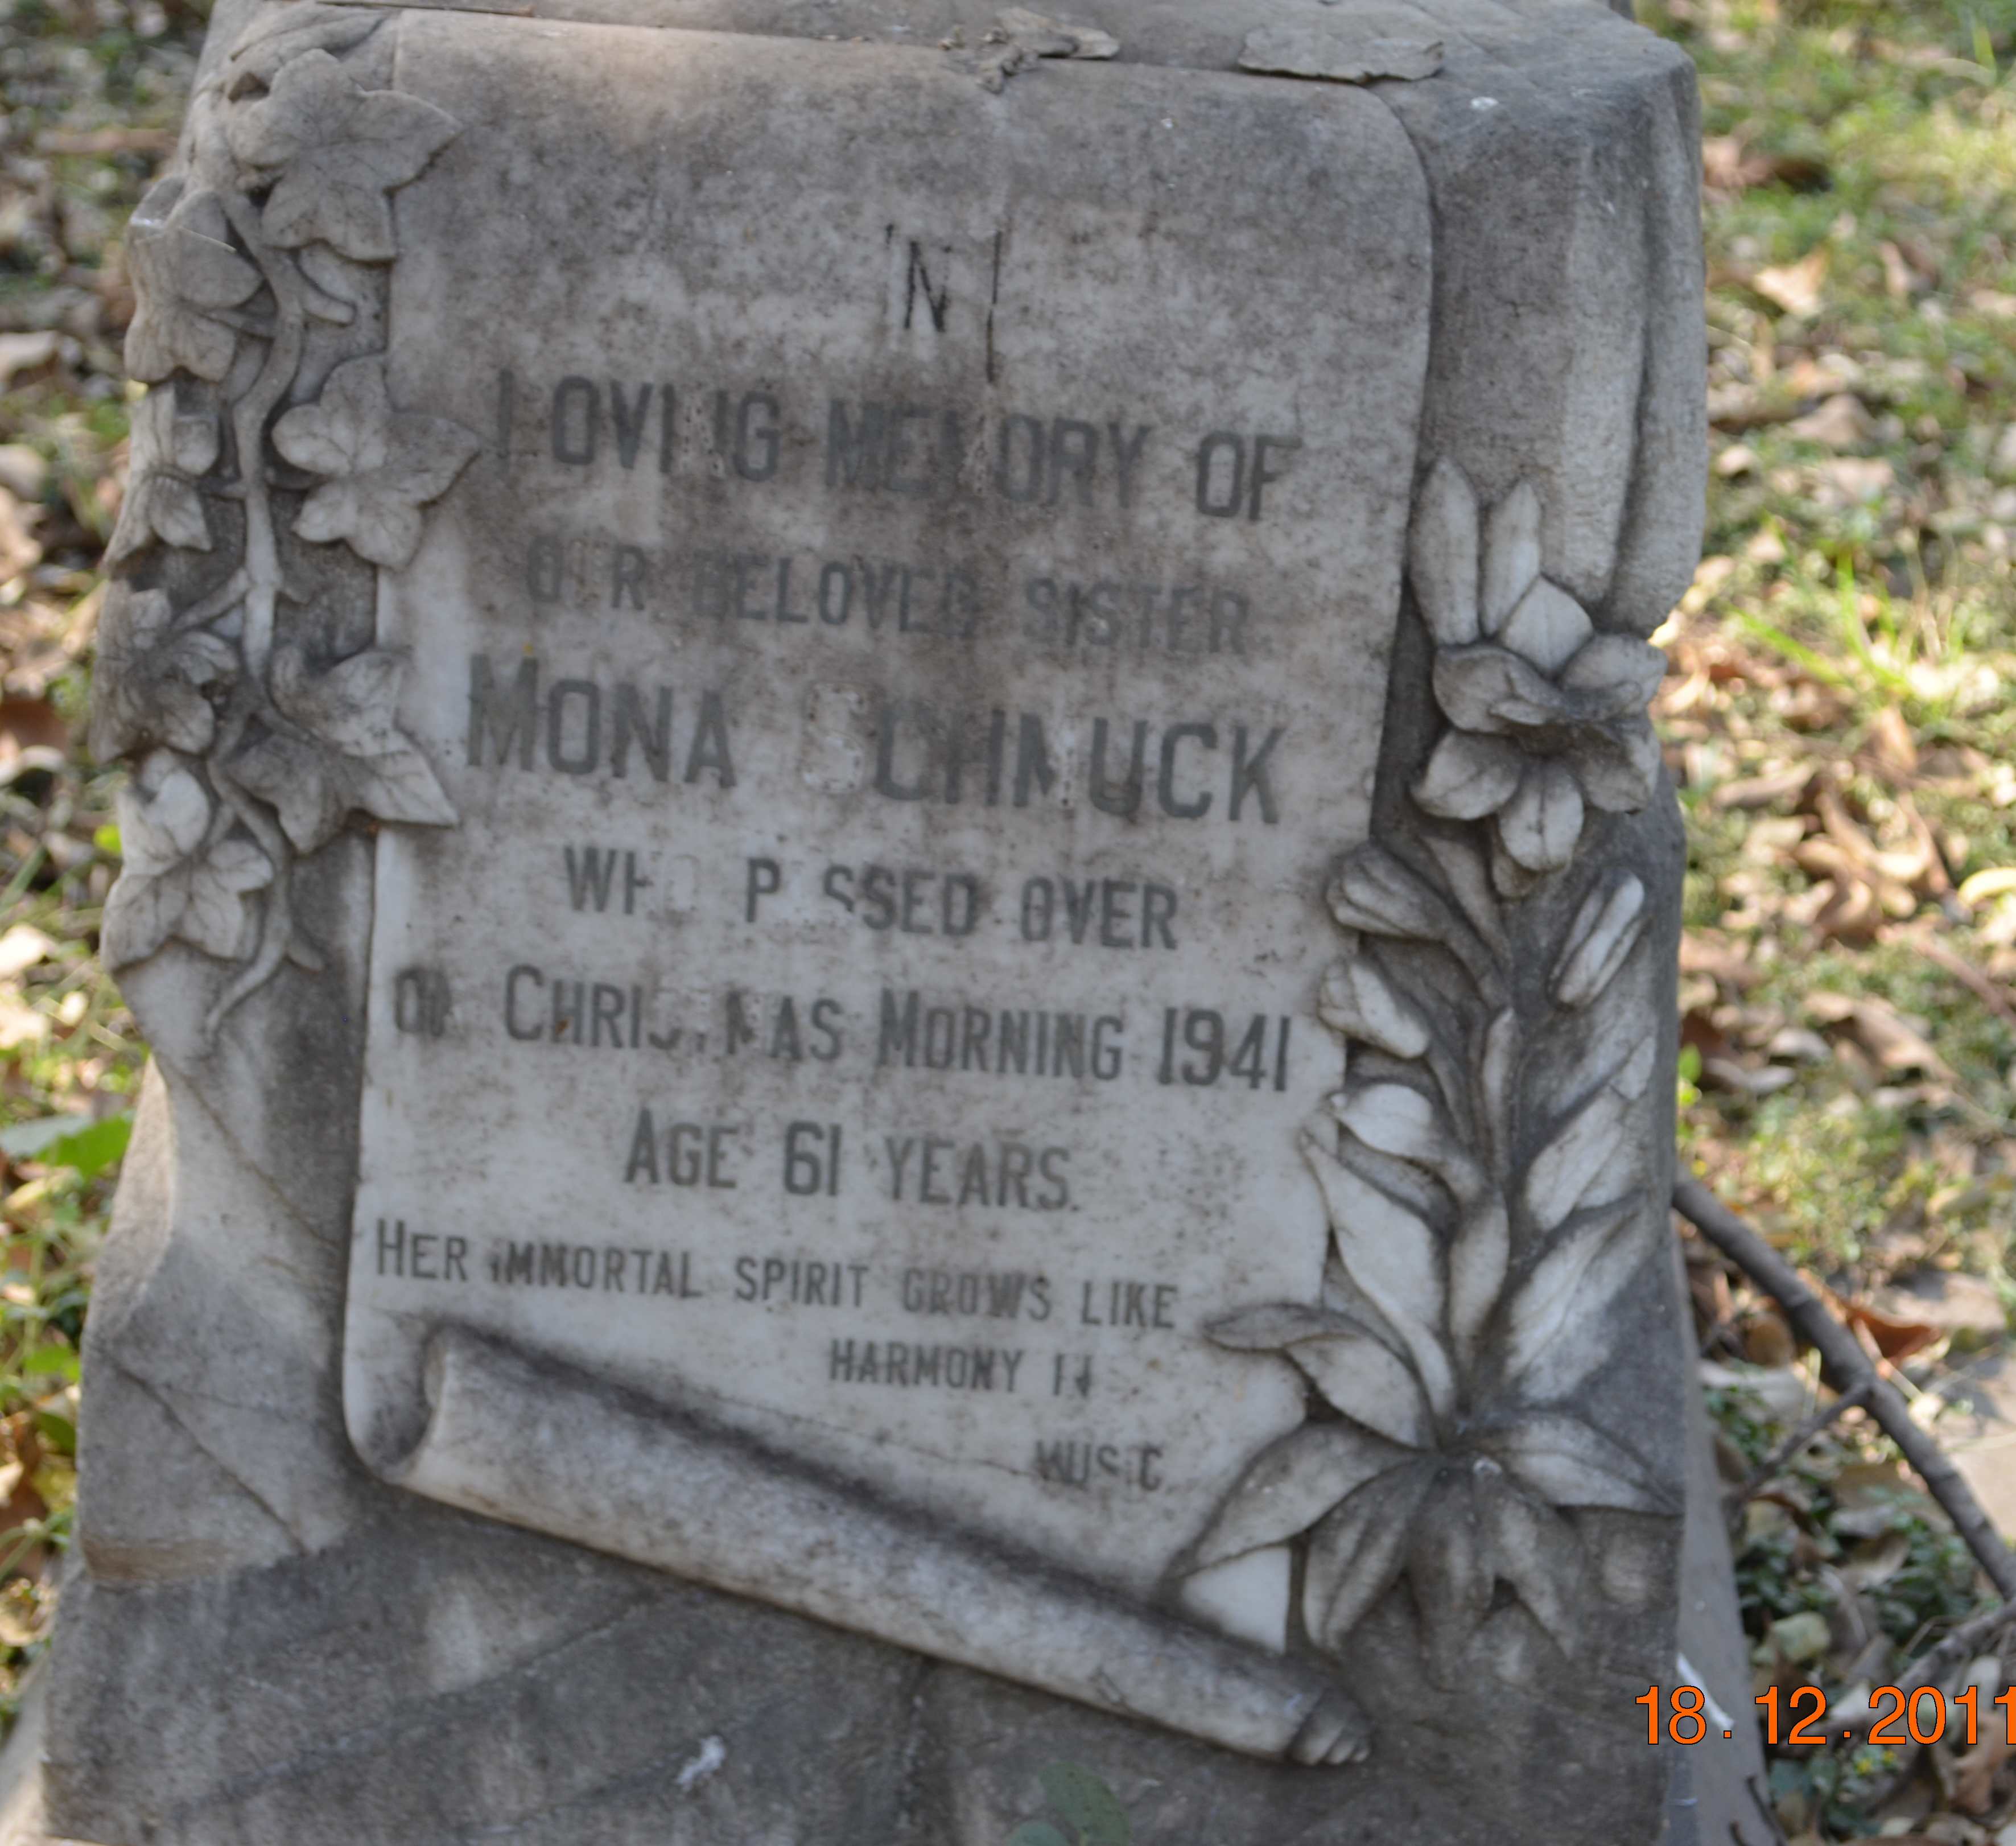 IN
LOVING MEMORY OF
OUR BELOVED SISTER
MONA SCHMUCK
WHO PASSED OVER
ON CHRISTMAS MORNING 1941
AGE 61 YEARS.
HER IMMORTAL SPIRIT GROWS LIKE
HARMONY IN
MUSIC
18.12.2011